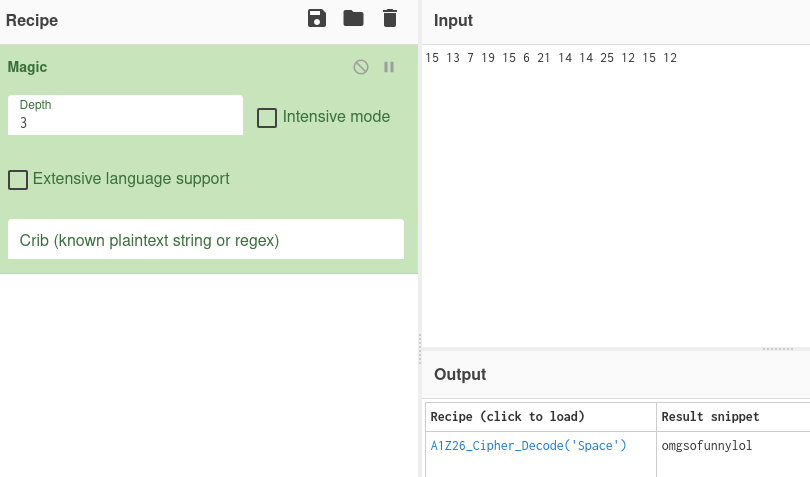 Recipe
Magic
Depth
3
Intensive mode
Extensive language support
Crib (known plaintext string or regex)
Input
15 13 7 19 15 6 21 14 14 25 12 15 12
Output
Recipe (click to load)
Result snippet
A1Z26_Cipher_Decode('Space')
omgsofunnylol